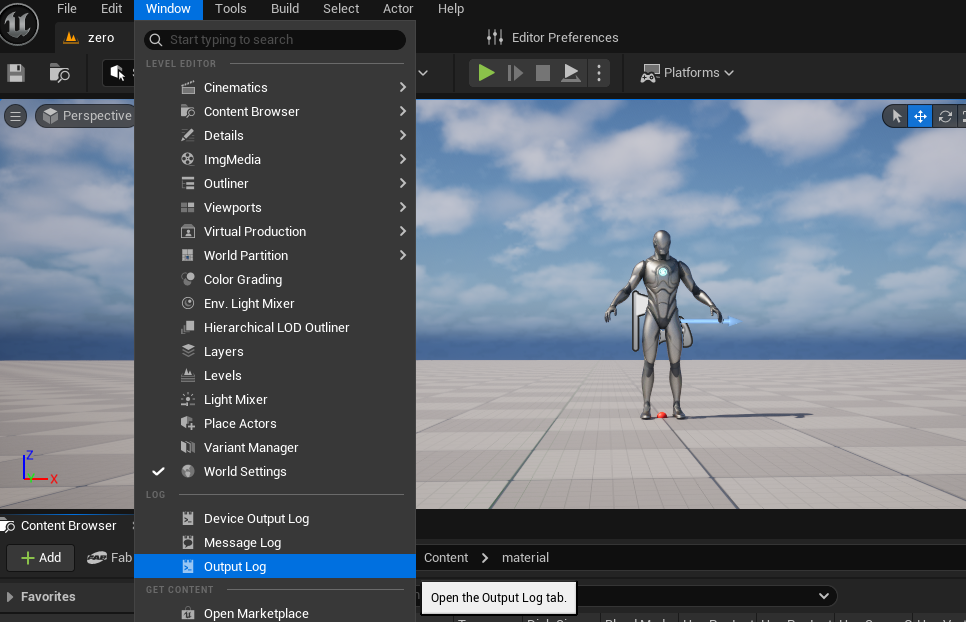 File Edit Window Tools Build Select Actor Help
zero
Editor Preferences
Start typing to search
Platforms
LEVEL EDITOR
Cinematics
Perspective
Content Browser
Details
ImgMedia
Outliner
Viewports
Virtual Production
World Partition
Color Grading
Env. Light Mixer
Hierarchical LOD Outliner
Layers
Levels
Light Mixer
Place Actors
Variant Manager
World Settings
Z
X
LOG
Device Output Log
Content Browser
Message Log
Add Fab
Content material
Output Log
GET CONTENT
Favorites
Open the Output Log tab.
Open Marketplace